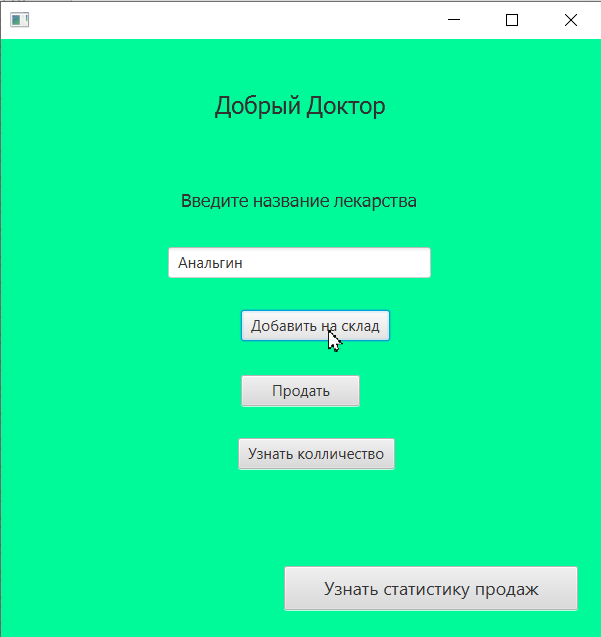 Добрый Доктор
Введите название лекарства
Анальгин
Добавить на склад
Продать
Узнать колличество
Узнать статистику продаж